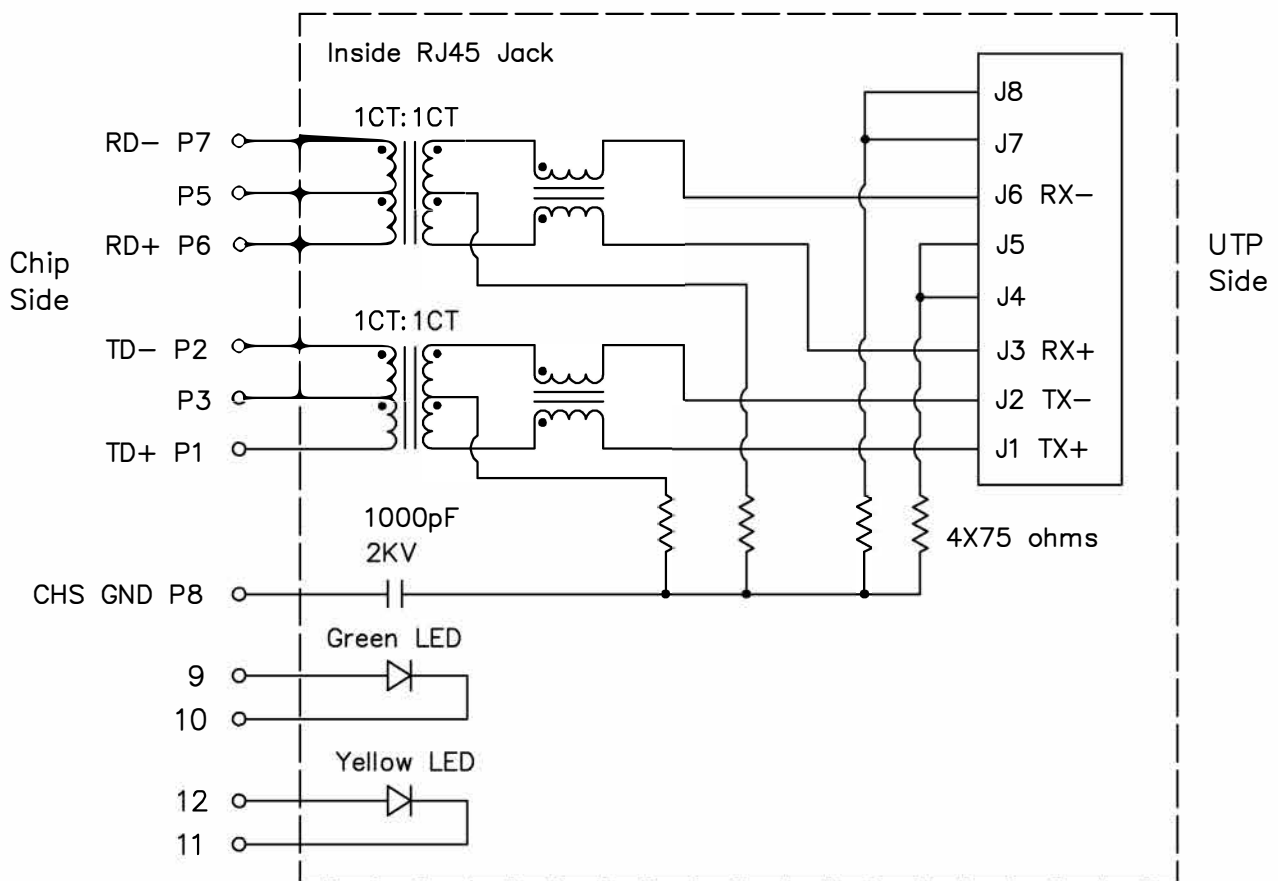 Inside RJ45 Jack
1CT:1CT
RD- P7
P5
RD+ P6
Chip
Side
1CT:1CT
TD- P2
P3
TD+ P1
J8
J7
J6 RX-
J5
J4
J3 RX+
J2 TX-
J1 TX+
UTP
Side
1000pF
2KV
4X75 ohms
CHS GND P8
Green LED
9
10
Yellow LED
12
11